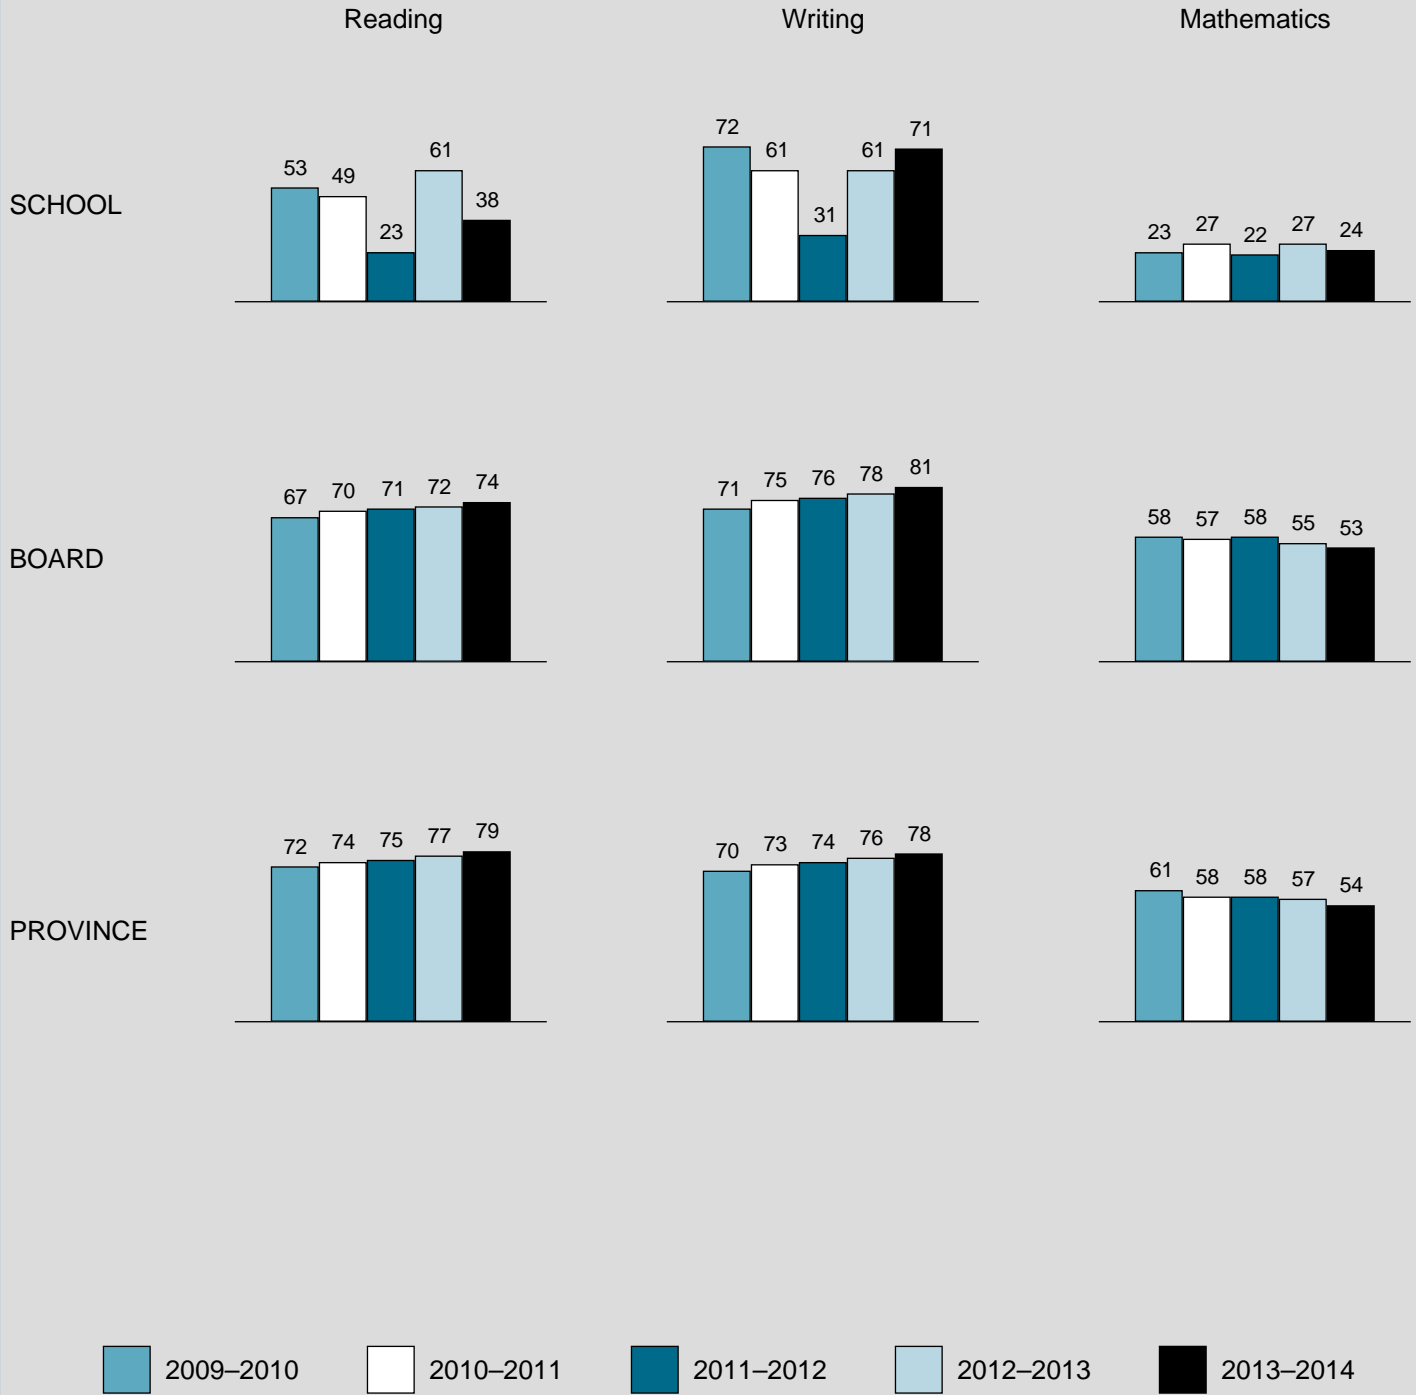 Reading Writing Mathematics
SCHOOL
53 49 23 61 38
72 61 31 61 71
23 27 22 27 24
BOARD
67 70 71 72 74
71 75 76 78 81
58 57 58 55 53
PROVINCE
72 74 75 77 79
70 73 74 76 78
61 58 58 57 54
2009–2010 2010–2011 2011–2012 2012–2013 2013–2014